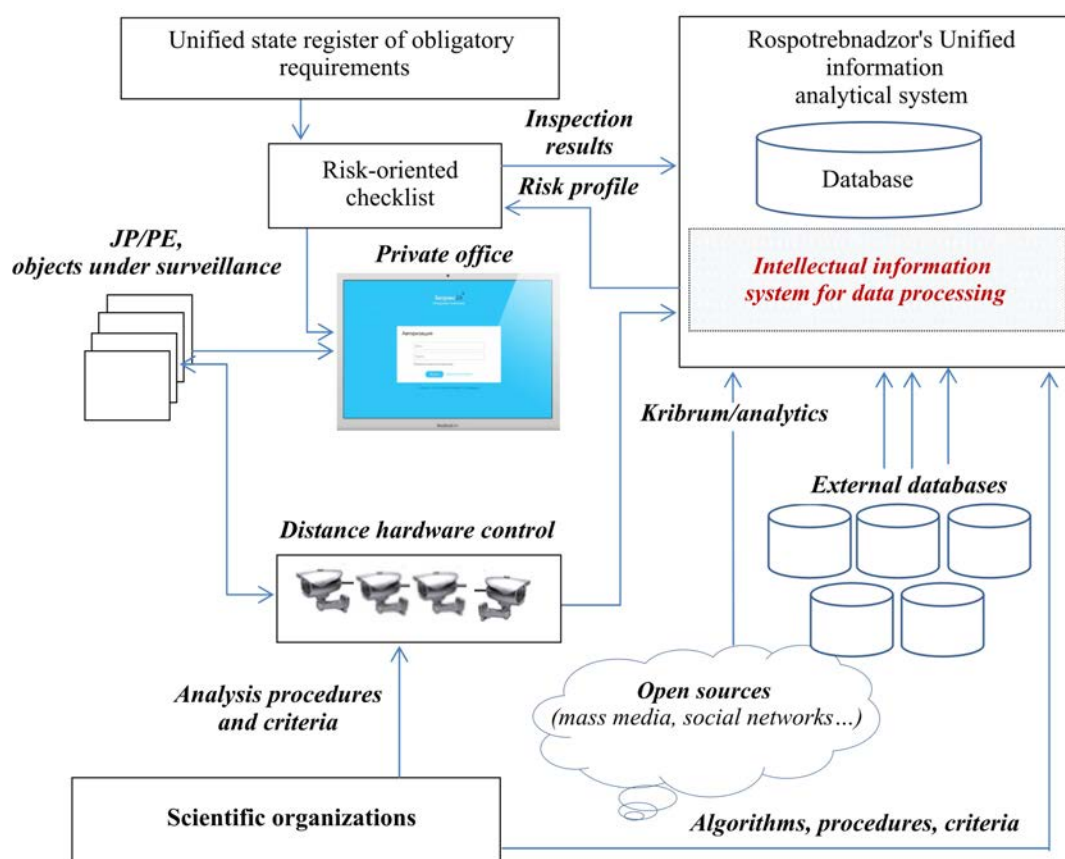 Unified state register of obligatory
requirements
Rospotrebnadzor's Unified
information
analytical system
Database
Intellectual information
system for data processing
Risk-oriented
checklist
Inspection
results
Risk profile
JP/PE,
objects under surveillance
Private office
Авторизация
Kribrum/analytics
External databases
Distance hardware control
Analysis procedures
and criteria
Open sources
(mass media, social networks…)
Scientific organizations
Algorithms, procedures, criteria